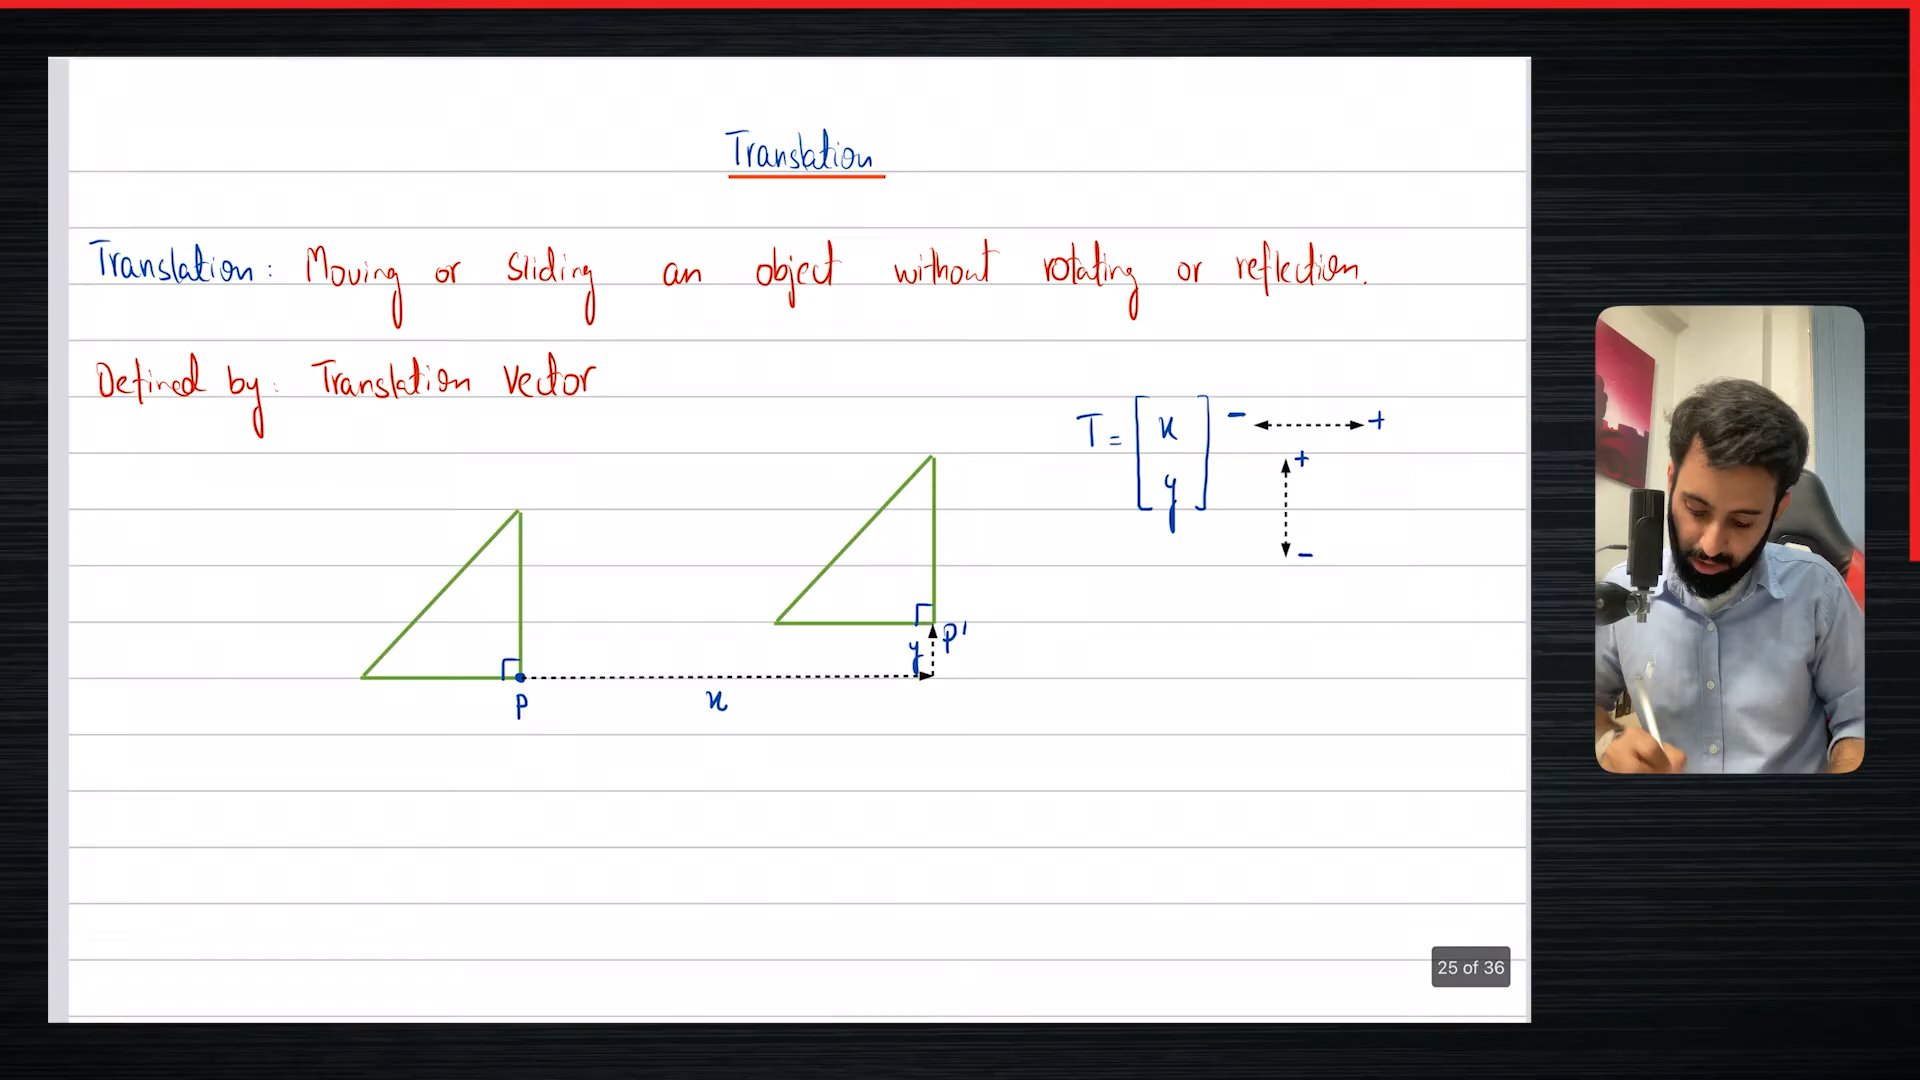 Translation
Translation: Moving or sliding an object without rotating or reflection.
Defined by: Translation vector
T = [x y]
- +
+
-
P'
y
P
x
25 of 36